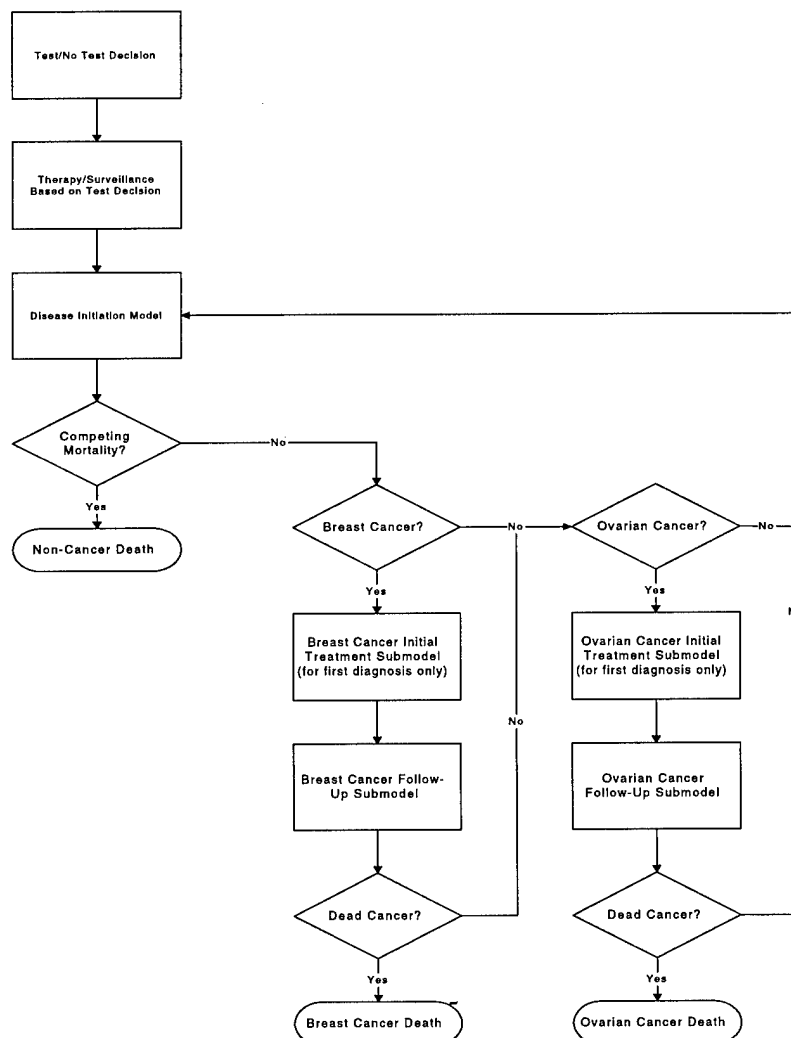 Test/No Test Decision
Therapy/Surveillance
Based on Test Decision
Disease Initiation Model
Competing
Mortality?
No
Yes
Non-Cancer Death
Breast Cancer?
No
Ovarian Cancer?
No
Yes
Yes
Breast Cancer Initial
Treatment Submodel
(for first diagnosis only)
Ovarian Cancer Initial
Treatment Submodel
(for first diagnosis only)
No
Breast Cancer Follow-
Up Submodel
Ovarian Cancer
Follow-Up Submodel
Dead Cancer?
Dead Cancer?
Yes
Yes
Breast Cancer Death
Ovarian Cancer Death